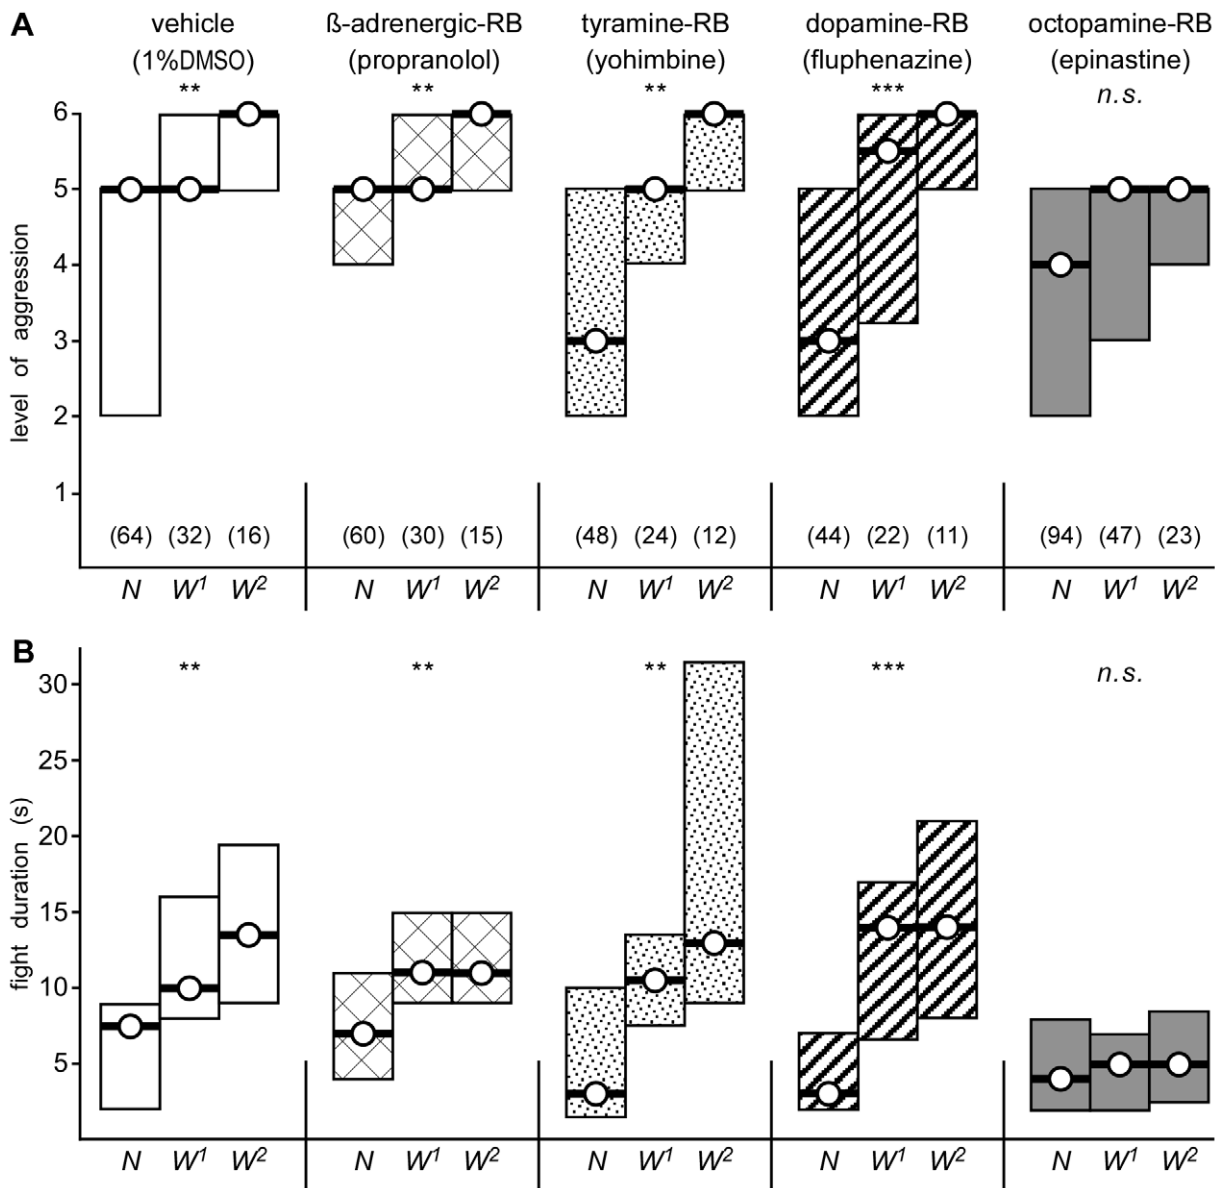 A
vehicle ß-adrenergic-RB tyramine-RB dopamine-RB octopamine-RB
(1%DMSO) (propranolol) (yohimbine) (fluphenazine) (epinastine)
** ** ** *** n.s.
level of aggression
6
5
4
3
2
1
(64) (32) (16) (60) (30) (15) (48) (24) (12) (44) (22) (11) (94) (47) (23)
N W¹ W² N W¹ W² N W¹ W² N W¹ W² N W¹ W²
B
** ** ** *** n.s.
fight duration (s)
30
25
20
15
10
5
N W¹ W² N W¹ W² N W¹ W² N W¹ W² N W¹ W²